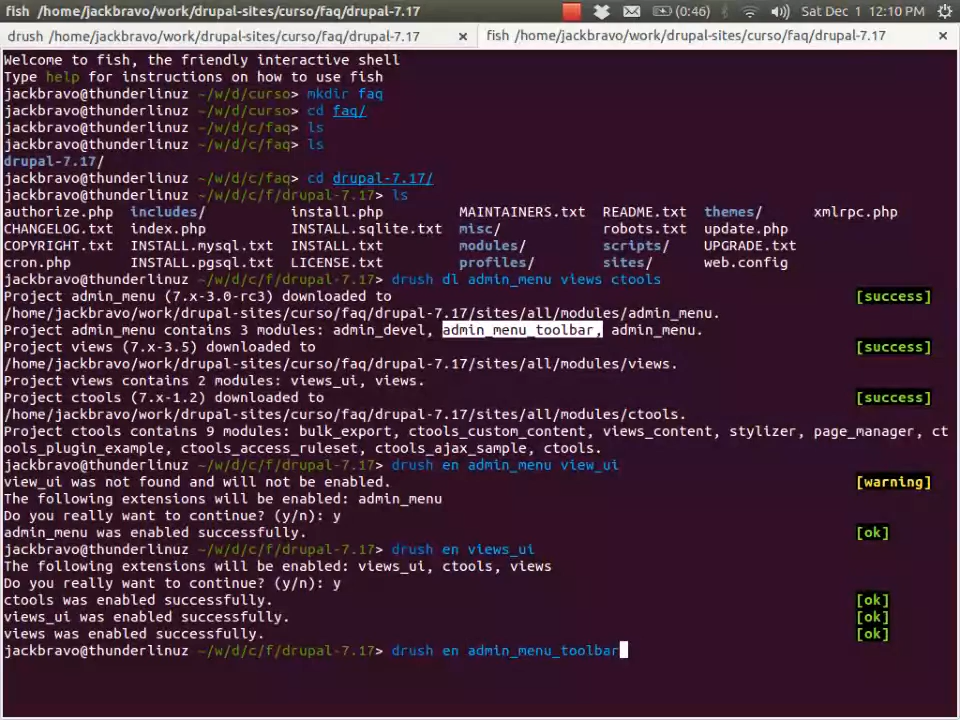 fish /home/jackbravo/work/drupal-sites/curso/faq/drupal-7.17
(0:46)
Sat Dec 1 12:10 PM
drush /home/jackbravo/work/drupal-sites/curso/faq/drupal-7.17 ×
fish /home/jackbravo/work/drupal-sites/curso/faq/drupal-7.17 ×
Welcome to fish, the friendly interactive shell
Type help for instructions on how to use fish
jackbravo@thunderlinuz ~/w/d/curso> mkdir faq
jackbravo@thunderlinuz ~/w/d/curso> cd faq/
jackbravo@thunderlinuz ~/w/d/c/faq> ls
jackbravo@thunderlinuz ~/w/d/c/faq> ls
drupal-7.17/
jackbravo@thunderlinuz ~/w/d/c/faq> cd drupal-7.17/
jackbravo@thunderlinuz ~/w/d/c/f/drupal-7.17> ls
authorize.php includes/ install.php MAINTAINERS.txt README.txt themes/ xmlrpc.php
CHANGELOG.txt index.php INSTALL.sqlite.txt misc/ robots.txt update.php
COPYRIGHT.txt INSTALL.mysql.txt INSTALL.txt modules/ scripts/ UPGRADE.txt
cron.php INSTALL.pgsql.txt LICENSE.txt profiles/ sites/ web.config
jackbravo@thunderlinuz ~/w/d/c/f/drupal-7.17> drush dl admin_menu views ctools
Project admin_menu (7.x-3.0-rc3) downloaded to [success]
/home/jackbravo/work/drupal-sites/curso/faq/drupal-7.17/sites/all/modules/admin_menu.
Project admin_menu contains 3 modules: admin_devel, admin_menu_toolbar, admin_menu.
Project views (7.x-3.5) downloaded to [success]
/home/jackbravo/work/drupal-sites/curso/faq/drupal-7.17/sites/all/modules/views.
Project views contains 2 modules: views_ui, views.
Project ctools (7.x-1.2) downloaded to [success]
/home/jackbravo/work/drupal-sites/curso/faq/drupal-7.17/sites/all/modules/ctools.
Project ctools contains 9 modules: bulk_export, ctools_custom_content, views_content, stylizer, page_manager, ct
ools_plugin_example, ctools_access_ruleset, ctools_ajax_sample, ctools.
jackbravo@thunderlinuz ~/w/d/c/f/drupal-7.17> drush en admin_menu view_ui
view_ui was not found and will not be enabled. [warning]
The following extensions will be enabled: admin_menu
Do you really want to continue? (y/n): y
admin_menu was enabled successfully. [ok]
jackbravo@thunderlinuz ~/w/d/c/f/drupal-7.17> drush en views_ui
The following extensions will be enabled: views_ui, ctools, views
Do you really want to continue? (y/n): y
ctools was enabled successfully. [ok]
views_ui was enabled successfully. [ok]
views was enabled successfully. [ok]
jackbravo@thunderlinuz ~/w/d/c/f/drupal-7.17> drush en admin_menu_toolbar